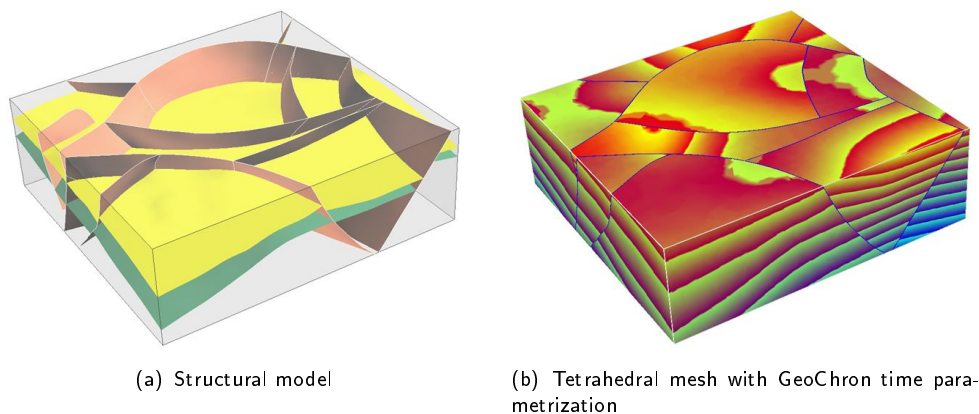 (a) Structural model
(b) Tetrahedral mesh with GeoChron time para-
metrization